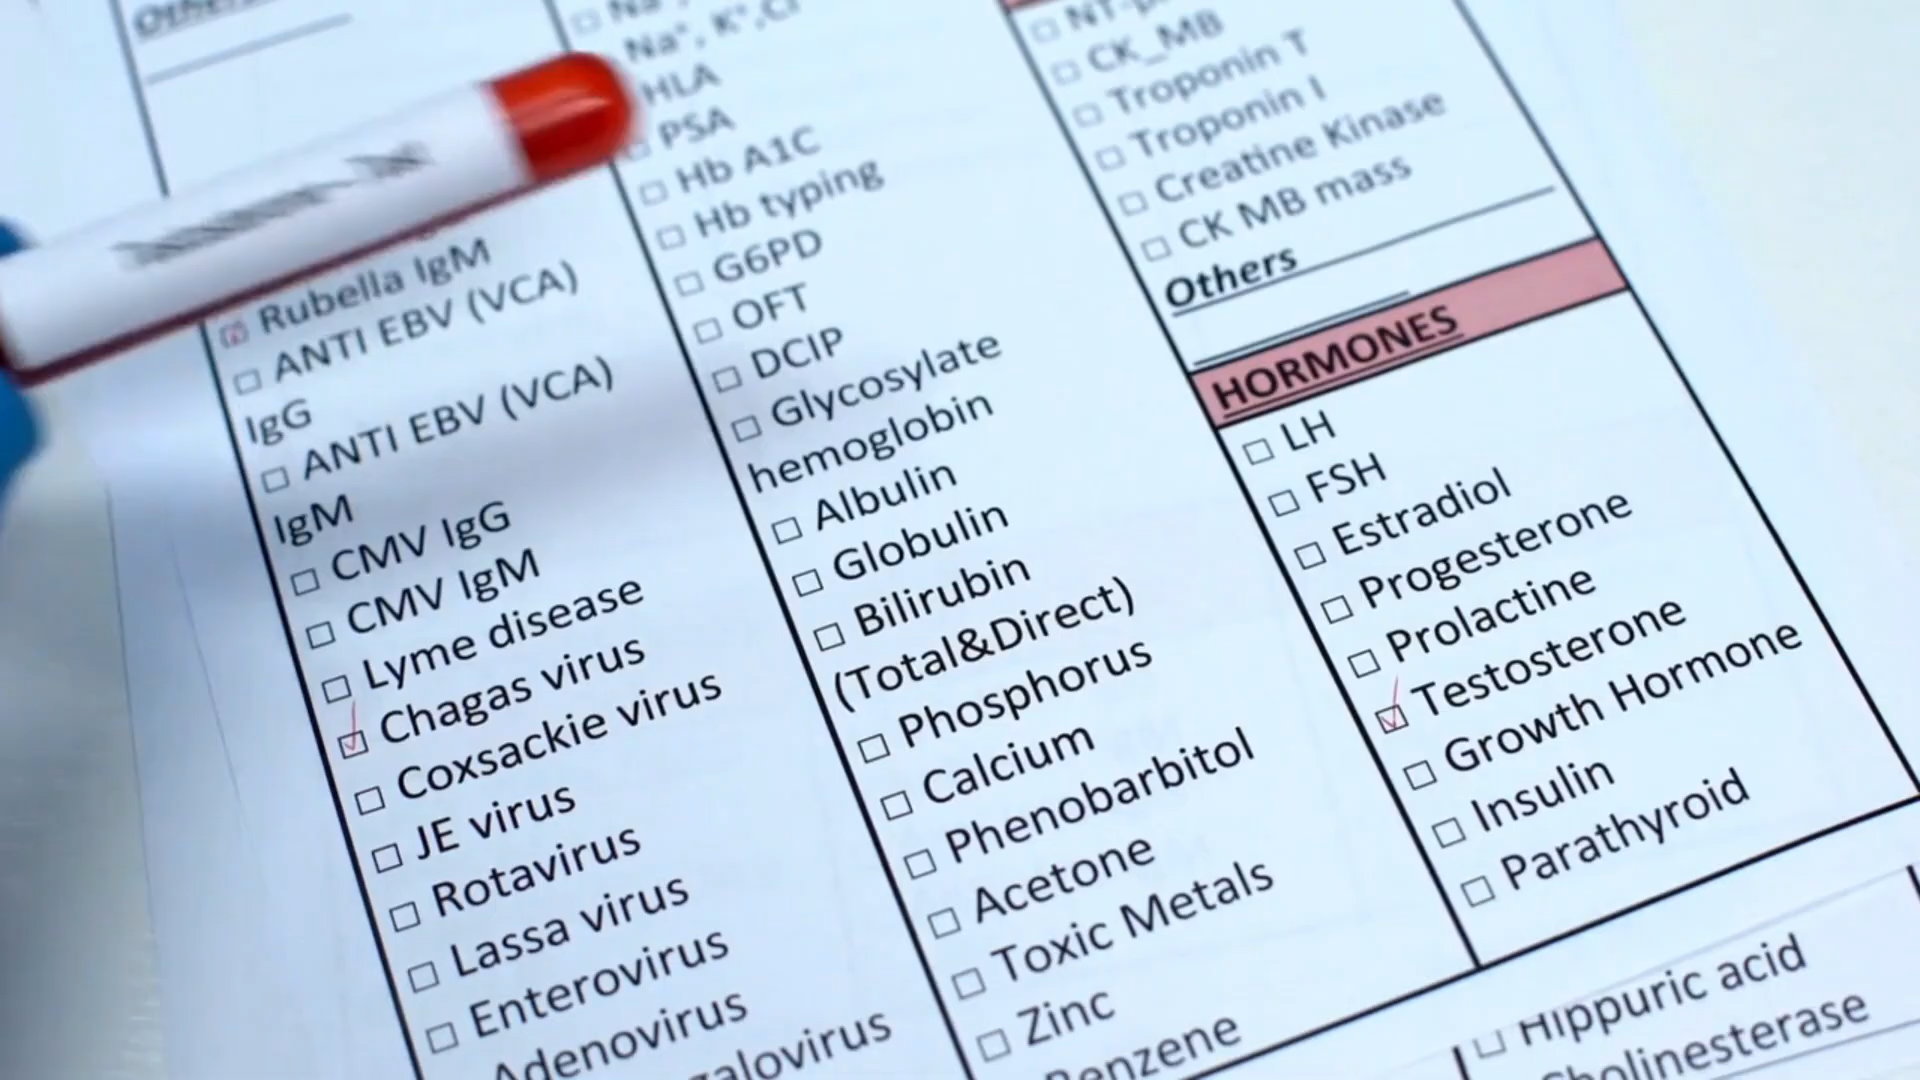 Others
Rubella IgM
ANTI EBV (VCA)
IgG
ANTI EBV (VCA)
IgM
CMV IgG
CMV IgM
Lyme disease
Chagas virus
Coxsackie virus
JE virus
Rotavirus
Lassa virus
Enterovirus
Adenovirus
Na⁺, K⁺, Cl
HLA
PSA
Hb A1C
Hb typing
G6PD
OFT
DCIP
Glycosylate
hemoglobin
Albulin
Globulin
Bilirubin
(Total&Direct)
Phosphorus
Calcium
Phenobarbitol
Acetone
Toxic Metals
Zinc
Benzene
CK_MB
Troponin T
Troponin I
Creatine Kinase
CK MB mass
Others
HORMONES
LH
FSH
Estradiol
Progesterone
Prolactine
Testosterone
Growth Hormone
Insulin
Parathyroid
Hippuric acid
Cholinesterase